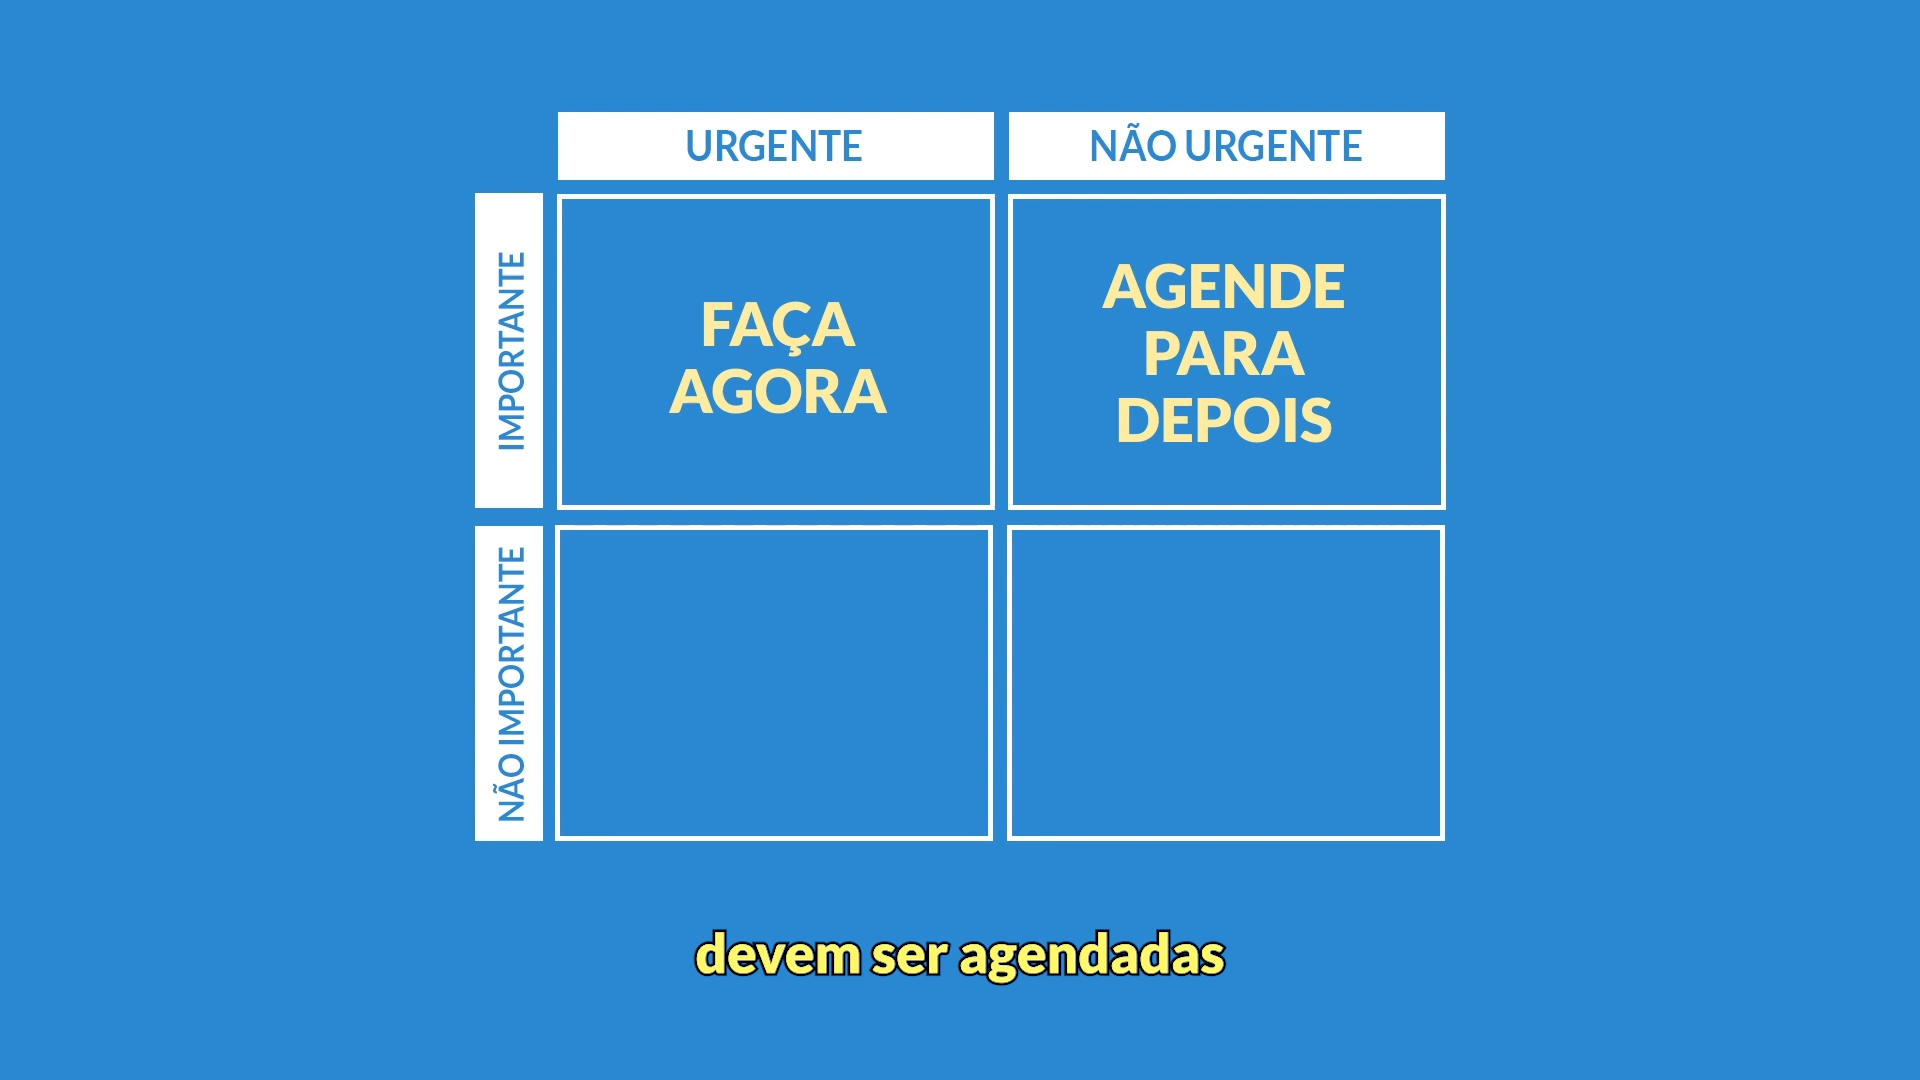 URGENTE
NÃO URGENTE
IMPORTANTE
FAÇA
AGORA
AGENDE
PARA
DEPOIS
NÃO IMPORTANTE
devem ser agendadas